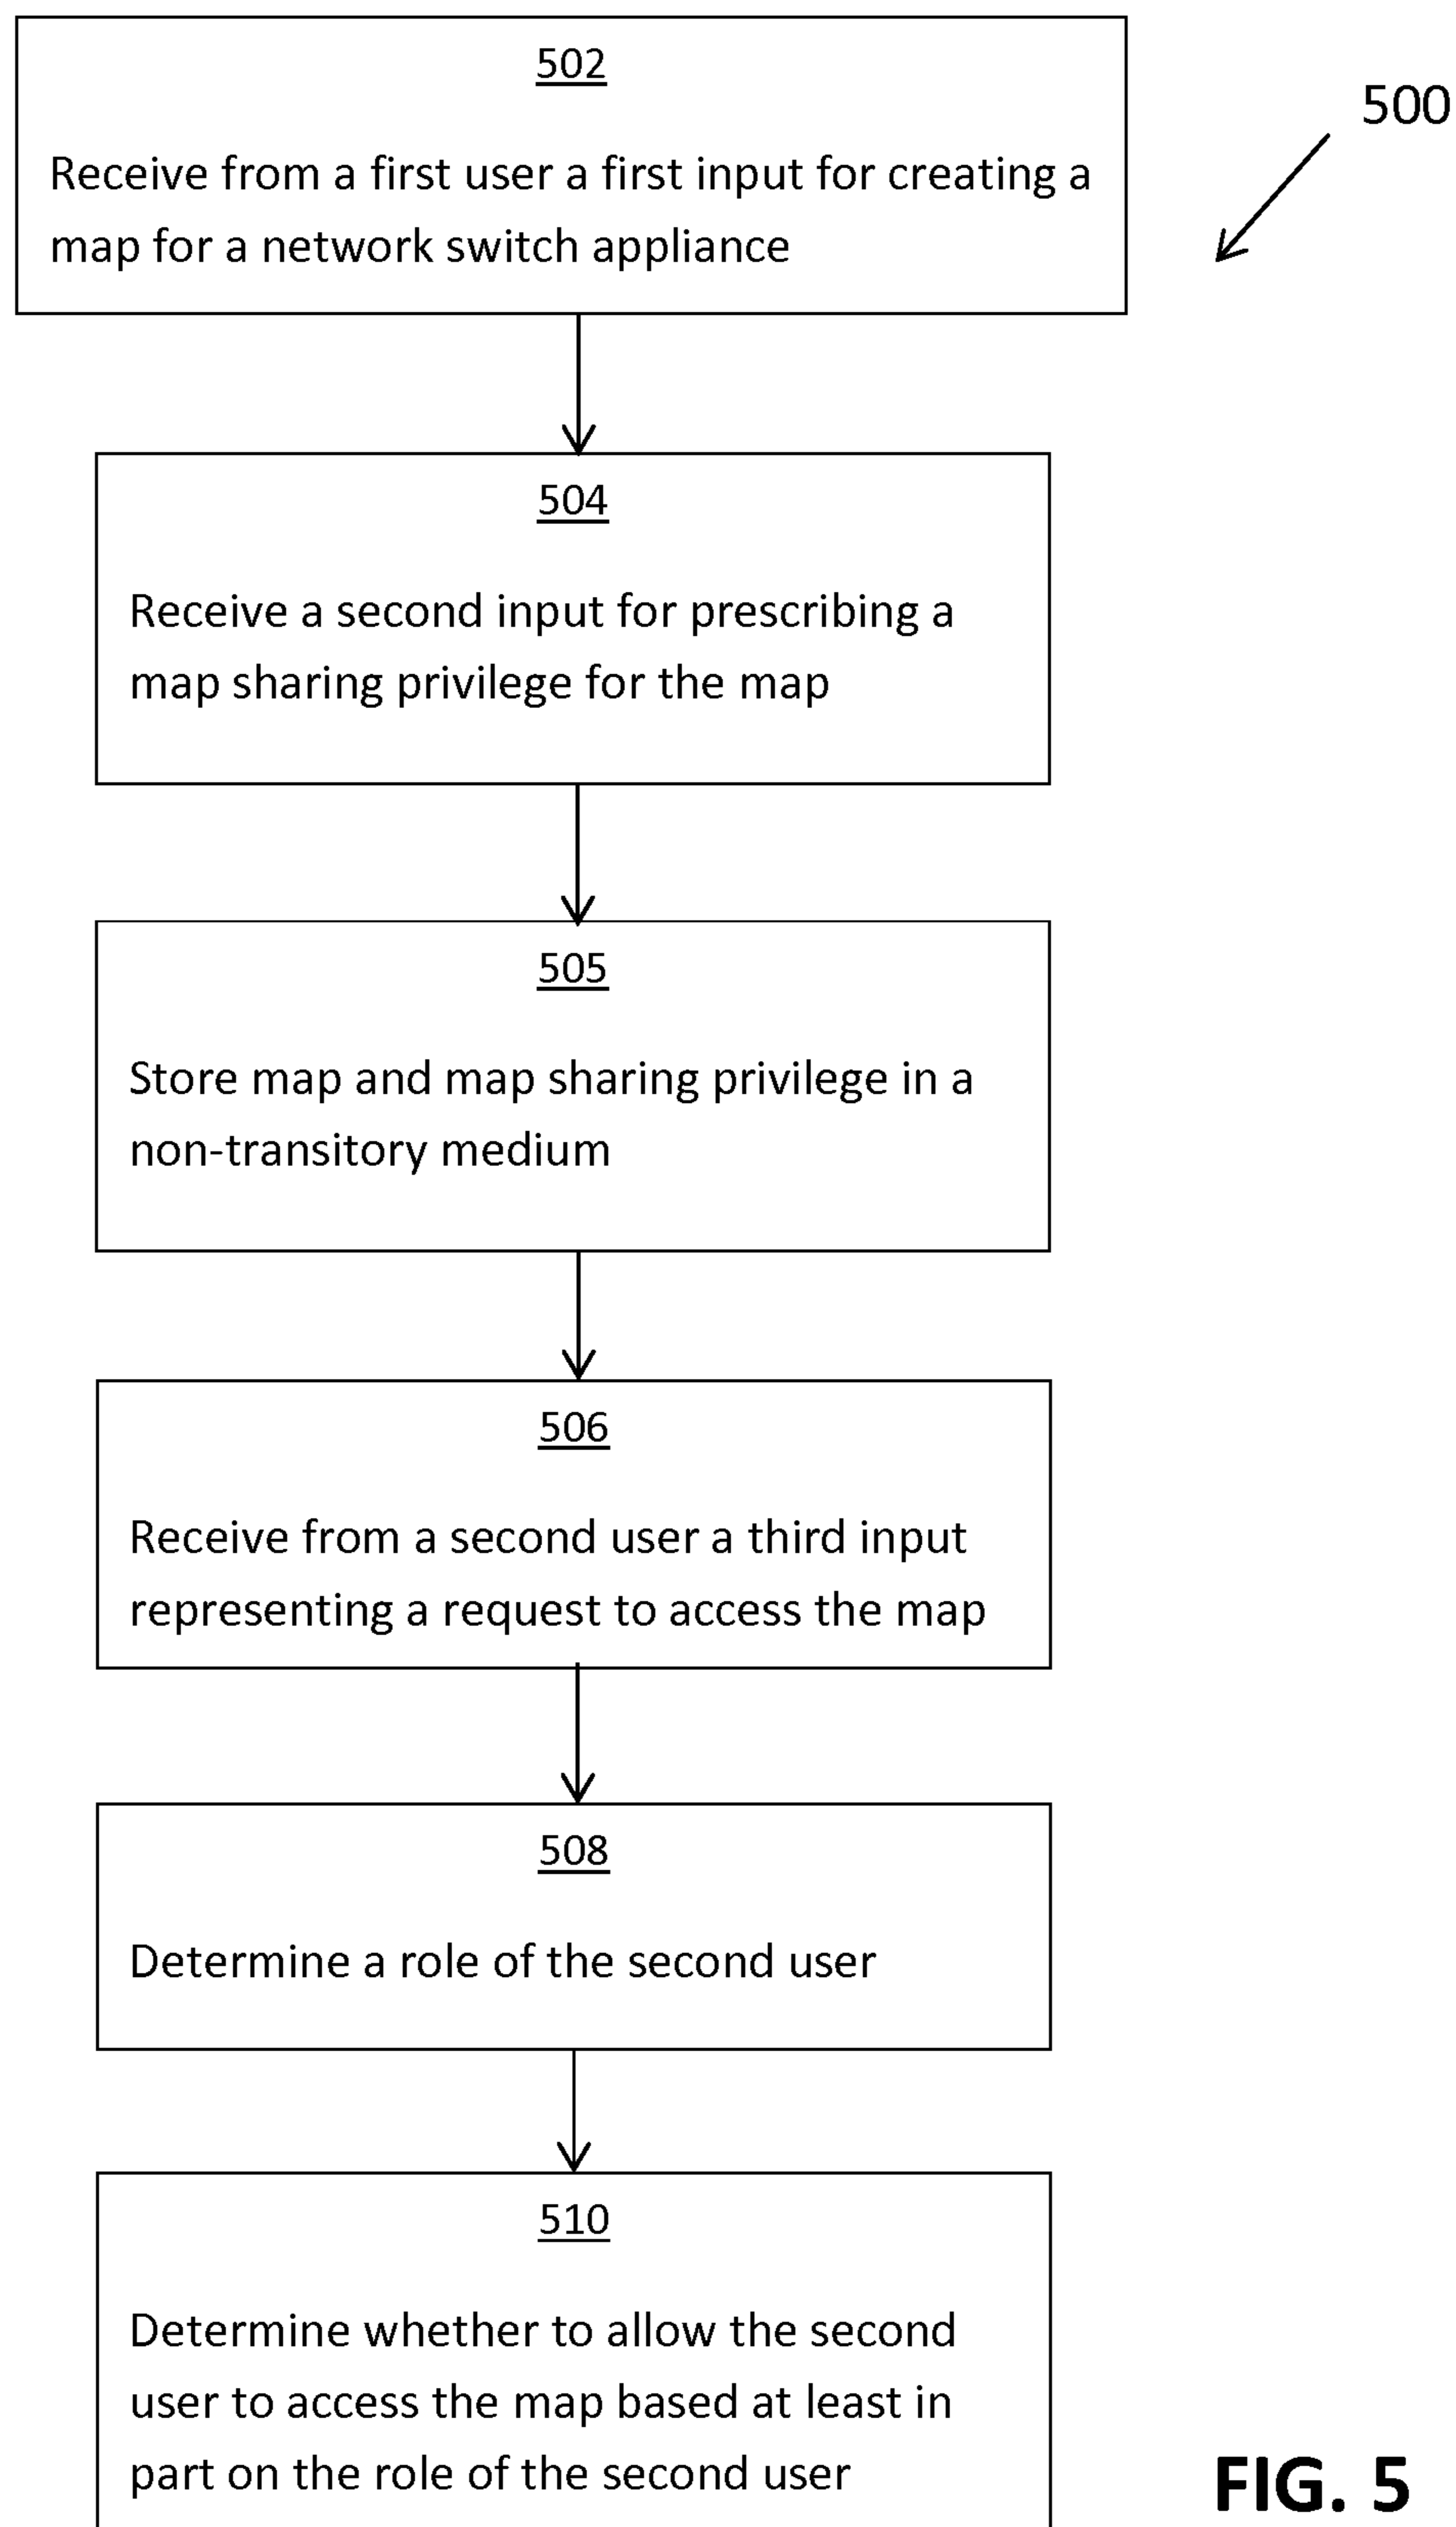 502
500
Receive from a first user a first input for creating a
map for a network switch appliance
504
Receive a second input for prescribing a
map sharing privilege for the map
505
Store map and map sharing privilege in a
non-transitory medium
506
Receive from a second user a third input
representing a request to access the map
508
Determine a role of the second user
510
Determine whether to allow the second
user to access the map based at least in
part on the role of the second user
FIG. 5